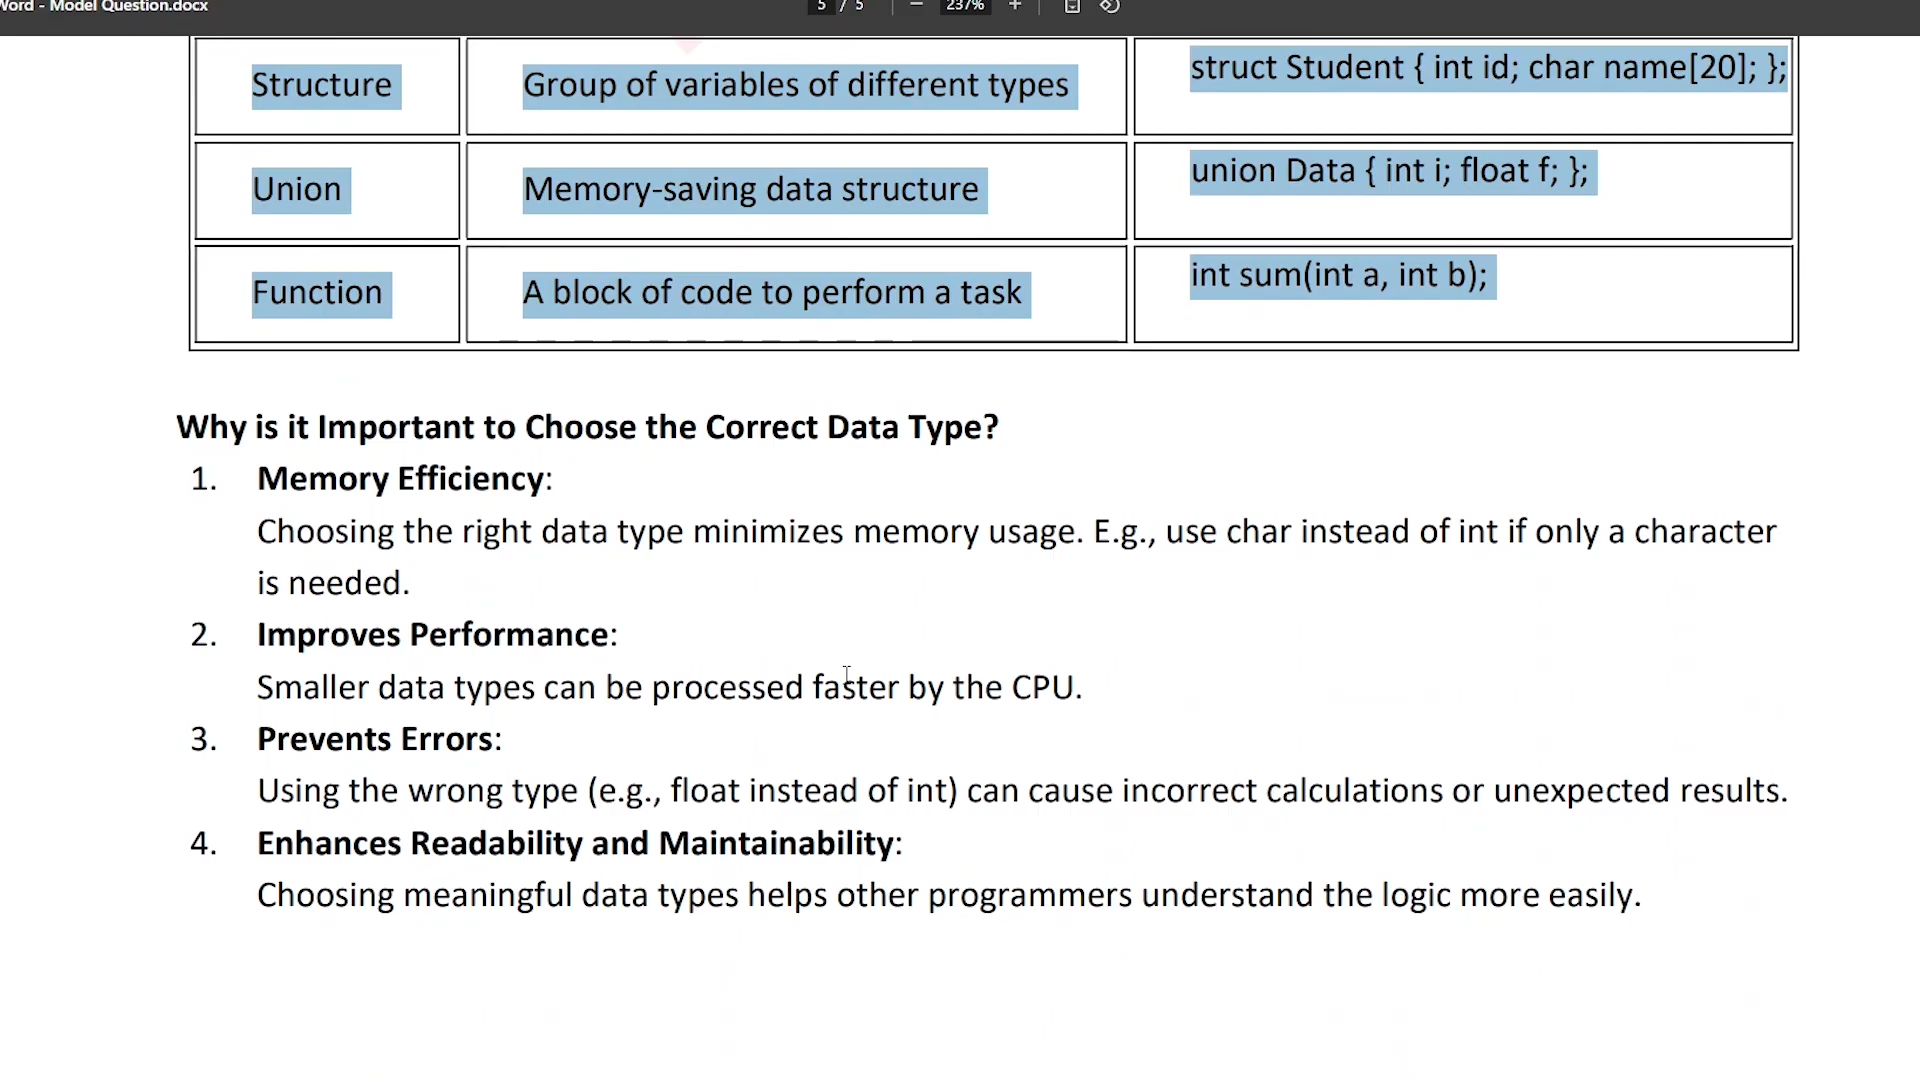 Word - Model Question.docx 5 / 5 237%
Structure Group of variables of different types struct Student { int id; char name[20]; };
Union Memory-saving data structure union Data { int i; float f; };
Function A block of code to perform a task int sum(int a, int b);
Why is it Important to Choose the Correct Data Type?
1. Memory Efficiency:
Choosing the right data type minimizes memory usage. E.g., use char instead of int if only a character
is needed.
2. Improves Performance:
Smaller data types can be processed faster by the CPU.
3. Prevents Errors:
Using the wrong type (e.g., float instead of int) can cause incorrect calculations or unexpected results.
4. Enhances Readability and Maintainability:
Choosing meaningful data types helps other programmers understand the logic more easily.